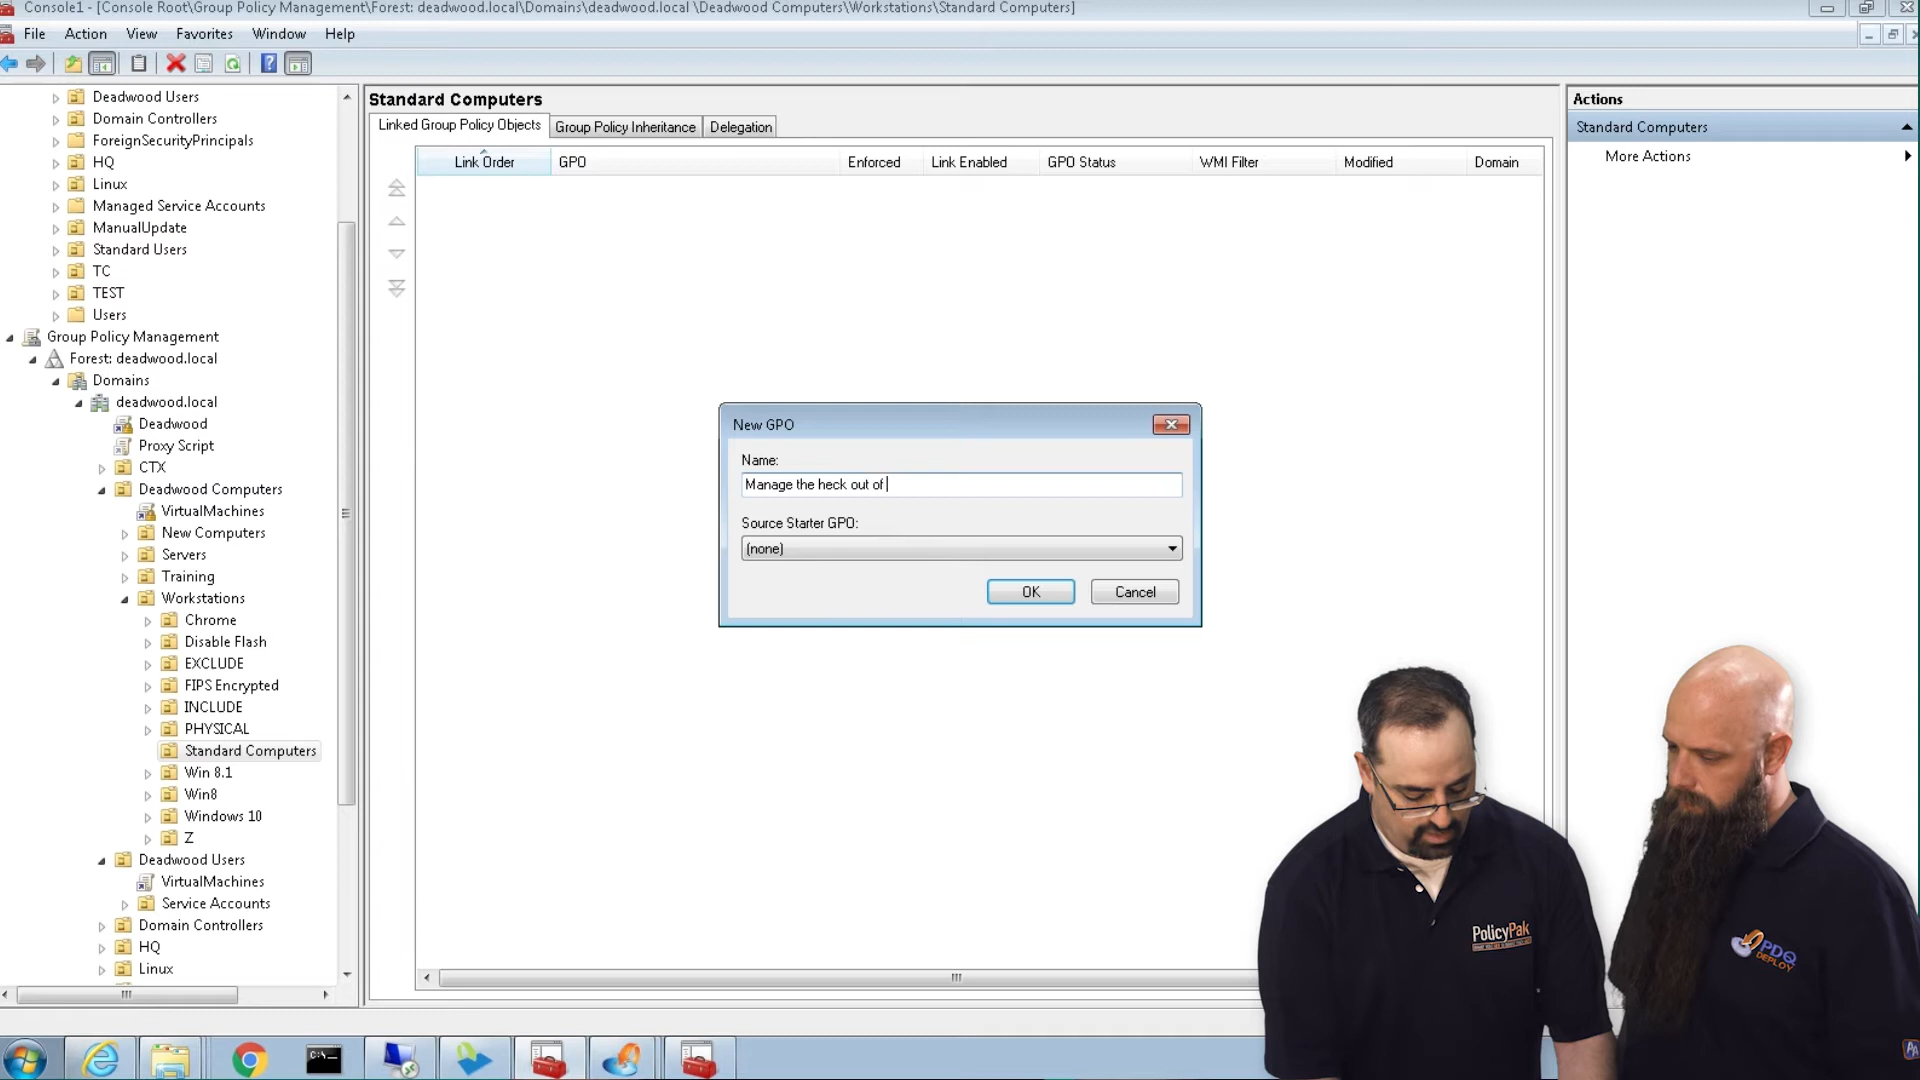 Console1 - [Console Root\Group Policy Management\Forest: deadwood.local\Domains\deadwood.local \Deadwood Computers\Workstations\Standard Computers]
File Action View Favorites Window Help
Deadwood Users
Domain Controllers
ForeignSecurityPrincipals
HQ
Linux
Managed Service Accounts
ManualUpdate
Standard Users
TC
TEST
Users
Group Policy Management
Forest: deadwood.local
Domains
deadwood.local
Deadwood
Proxy Script
CTX
Deadwood Computers
VirtualMachines
New Computers
Servers
Training
Workstations
Chrome
Disable Flash
EXCLUDE
FIPS Encrypted
INCLUDE
PHYSICAL
Standard Computers
Win 8.1
Win8
Windows 10
Z
Deadwood Users
VirtualMachines
Service Accounts
Domain Controllers
HQ
Linux
Standard Computers
Linked Group Policy Objects Group Policy Inheritance Delegation
Link Order GPO Enforced Link Enabled GPO Status WMI Filter Modified Domain
New GPO
Name:
Manage the heck out of
Source Starter GPO:
(none)
OK Cancel
Actions
Standard Computers
More Actions
PolicyPak
PDQ
DEPLOY
C:\_